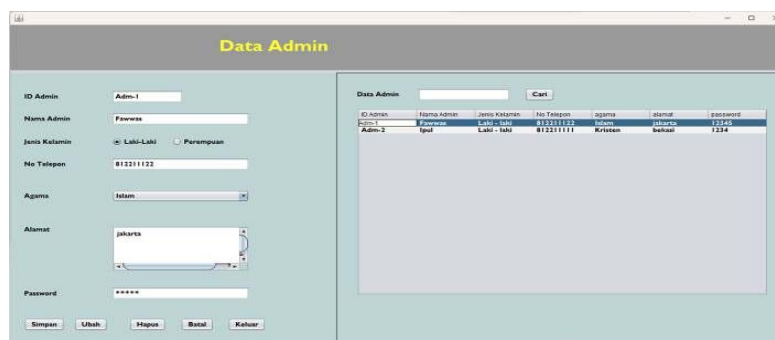 Data Admin
ID Admin Adm-1
Nama Admin Fawwas
Jenis Kelamin Laki-Laki Perempuan
No Telepon 812211122
Agama Islam
Alamat jakarta
Password *****
Simpan Ubah Hapus Batal Keluar
Data Admin Cari
ID Admin Nama Admin Jenis Kelamin No Telepon agama alamat password
Adm-1 Fawwas Laki - laki 812211122 Islam jakarta 12345
Adm-2 Ipul Laki - laki 812211111 Kristen bekasi 1234